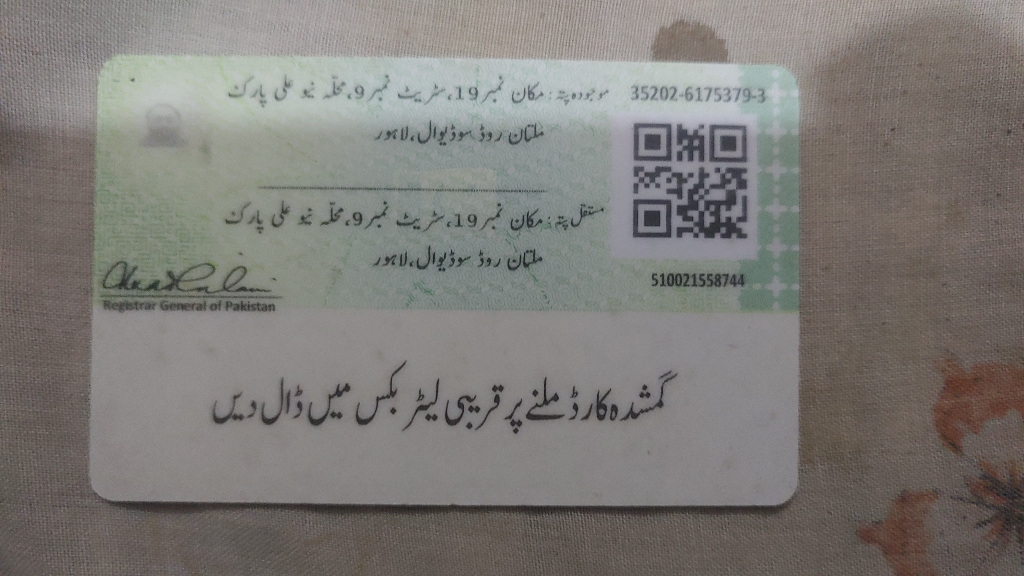 موجودہ پتہ: مکان نمبر 19، سٹریٹ نمبر 9، محلّہ نیو علی پارک
ملتان روڈ سوڈیوال، لاہور
35202-6175379-3
مستقل پتہ: مکان نمبر 19، سٹریٹ نمبر 9، محلّہ نیو علی پارک
ملتان روڈ سوڈیوال، لاہور
510021558744
Registrar General of Pakistan
گمشدہ کارڈ ملنے پر قریبی لیٹر بکس میں ڈال دیں